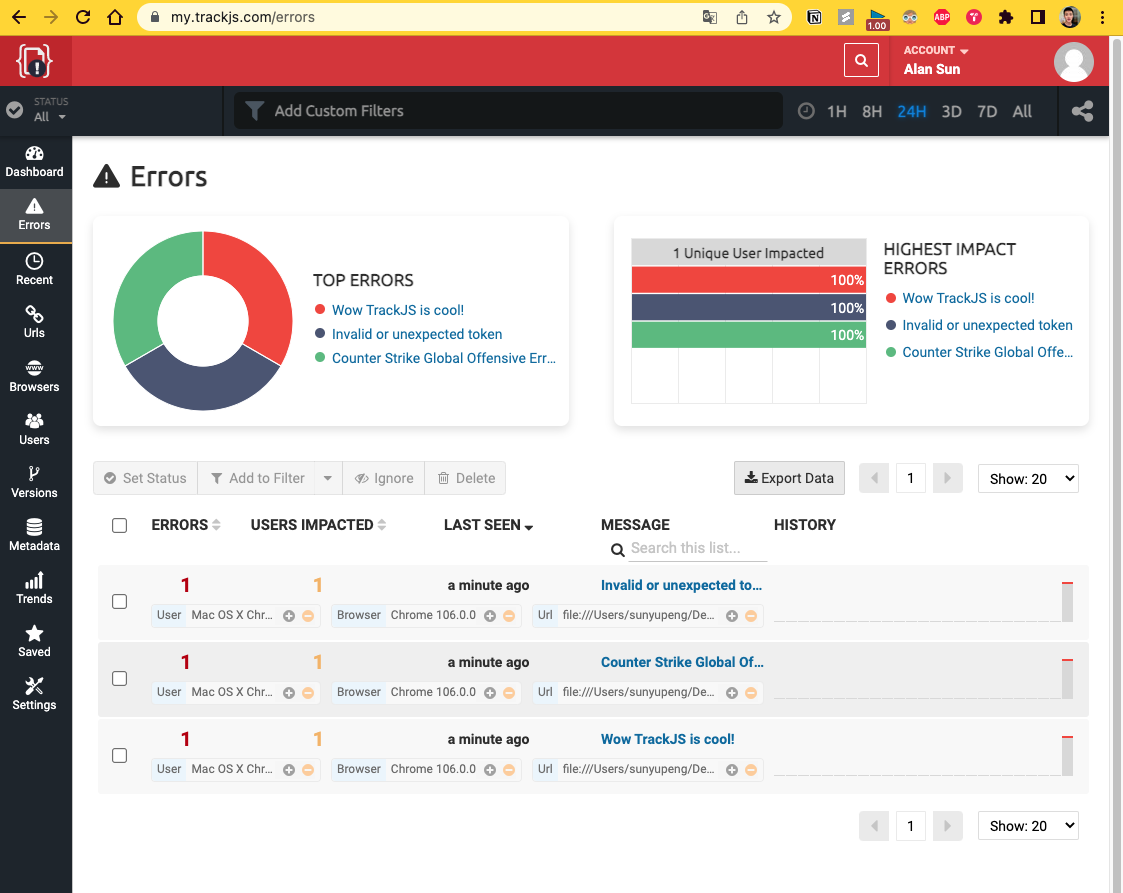 my.trackjs.com/errors
1.00
ABP
ACCOUNT
Alan Sun
STATUS
All
Add Custom Filters
1H 8H 24H 3D 7D All
Dashboard
Errors
Recent
Urls
www
Browsers
Users
Versions
Metadata
Trends
Saved
Settings
Errors
TOP ERRORS
Wow TrackJS is cool!
Invalid or unexpected token
Counter Strike Global Offensive Err...
1 Unique User Impacted
100%
100%
100%
HIGHEST IMPACT
ERRORS
Wow TrackJS is cool!
Invalid or unexpected token
Counter Strike Global Offe...
Set Status Add to Filter Ignore Delete
Export Data 1 Show: 20
ERRORS USERS IMPACTED LAST SEEN MESSAGE HISTORY
Search this list...
1 1 a minute ago Invalid or unexpected to...
User Mac OS X Chr... Browser Chrome 106.0.0 Url file:///Users/sunyupeng/De...
1 1 a minute ago Counter Strike Global Of...
User Mac OS X Chr... Browser Chrome 106.0.0 Url file:///Users/sunyupeng/De...
1 1 a minute ago Wow TrackJS is cool!
User Mac OS X Chr... Browser Chrome 106.0.0 Url file:///Users/sunyupeng/De...
1 Show: 20